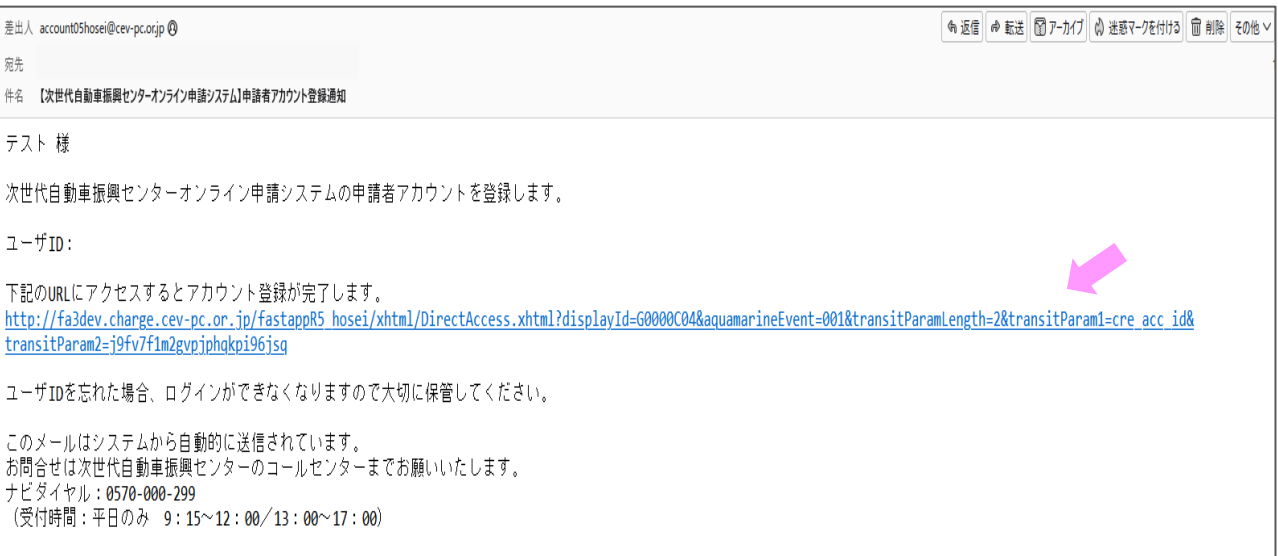 差出人 account05hosei@cev-pc.or.jp
返信 転送 アーカイブ 迷惑マークを付ける 削除 その他
宛先
件名 【次世代自動車振興センターオンライン申請システム】申請者アカウント登録通知
テスト 様
次世代自動車振興センターオンライン申請システムの申請者アカウントを登録します。
ユーザID：
下記のURLにアクセスするとアカウント登録が完了します。
http://fa3dev.charge.cev-pc.or.jp/fastappR5_hosei/xhtml/DirectAccess.xhtml?displayId=G0000C04&aquamarineEvent=001&transitParamLength=2&transitParam1=cre_acc_id&
transitParam2=j9fv7f1m2gvpjphqkpi96jsq
ユーザIDを忘れた場合、ログインができなくなりますので大切に保管してください。
このメールはシステムから自動的に送信されています。
お問合せは次世代自動車振興センターのコールセンターまでお願いいたします。
ナビダイヤル：0570-000-299
（受付時間：平日のみ　9：15～12：00／13：00～17：00）